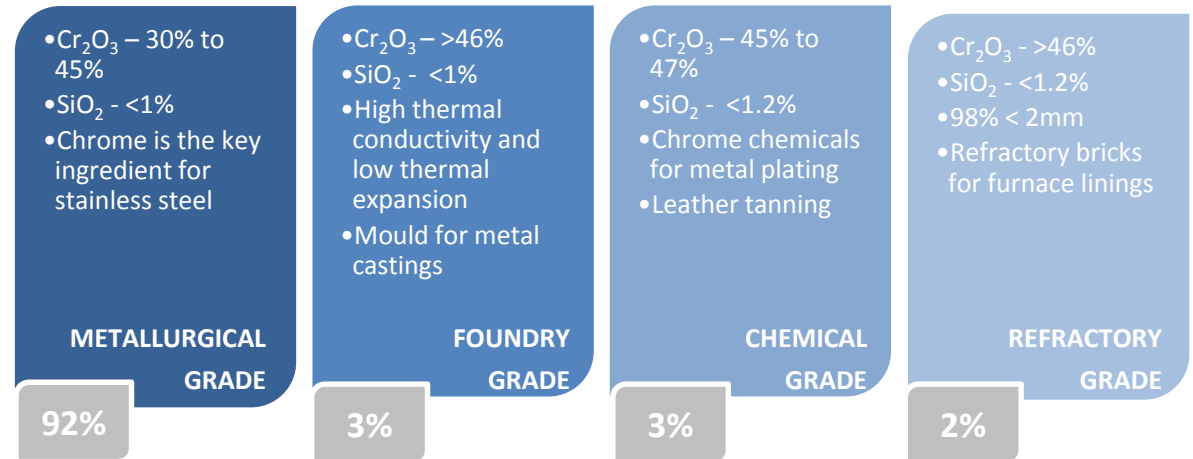 •Cr₂O₃ – 30% to
45%
•SiO₂ - <1%
•Chrome is the key
ingredient for
stainless steel
METALLURGICAL
GRADE
92%
•Cr₂O₃ – >46%
•SiO₂ - <1%
•High thermal
conductivity and
low thermal
expansion
•Mould for metal
castings
FOUNDRY
GRADE
3%
•Cr₂O₃ – 45% to
47%
•SiO₂ - <1.2%
•Chrome chemicals
for metal plating
•Leather tanning
CHEMICAL
GRADE
3%
•Cr₂O₃ - >46%
•SiO₂ - <1.2%
•98% < 2mm
•Refractory bricks
for furnace linings
REFRACTORY
GRADE
2%